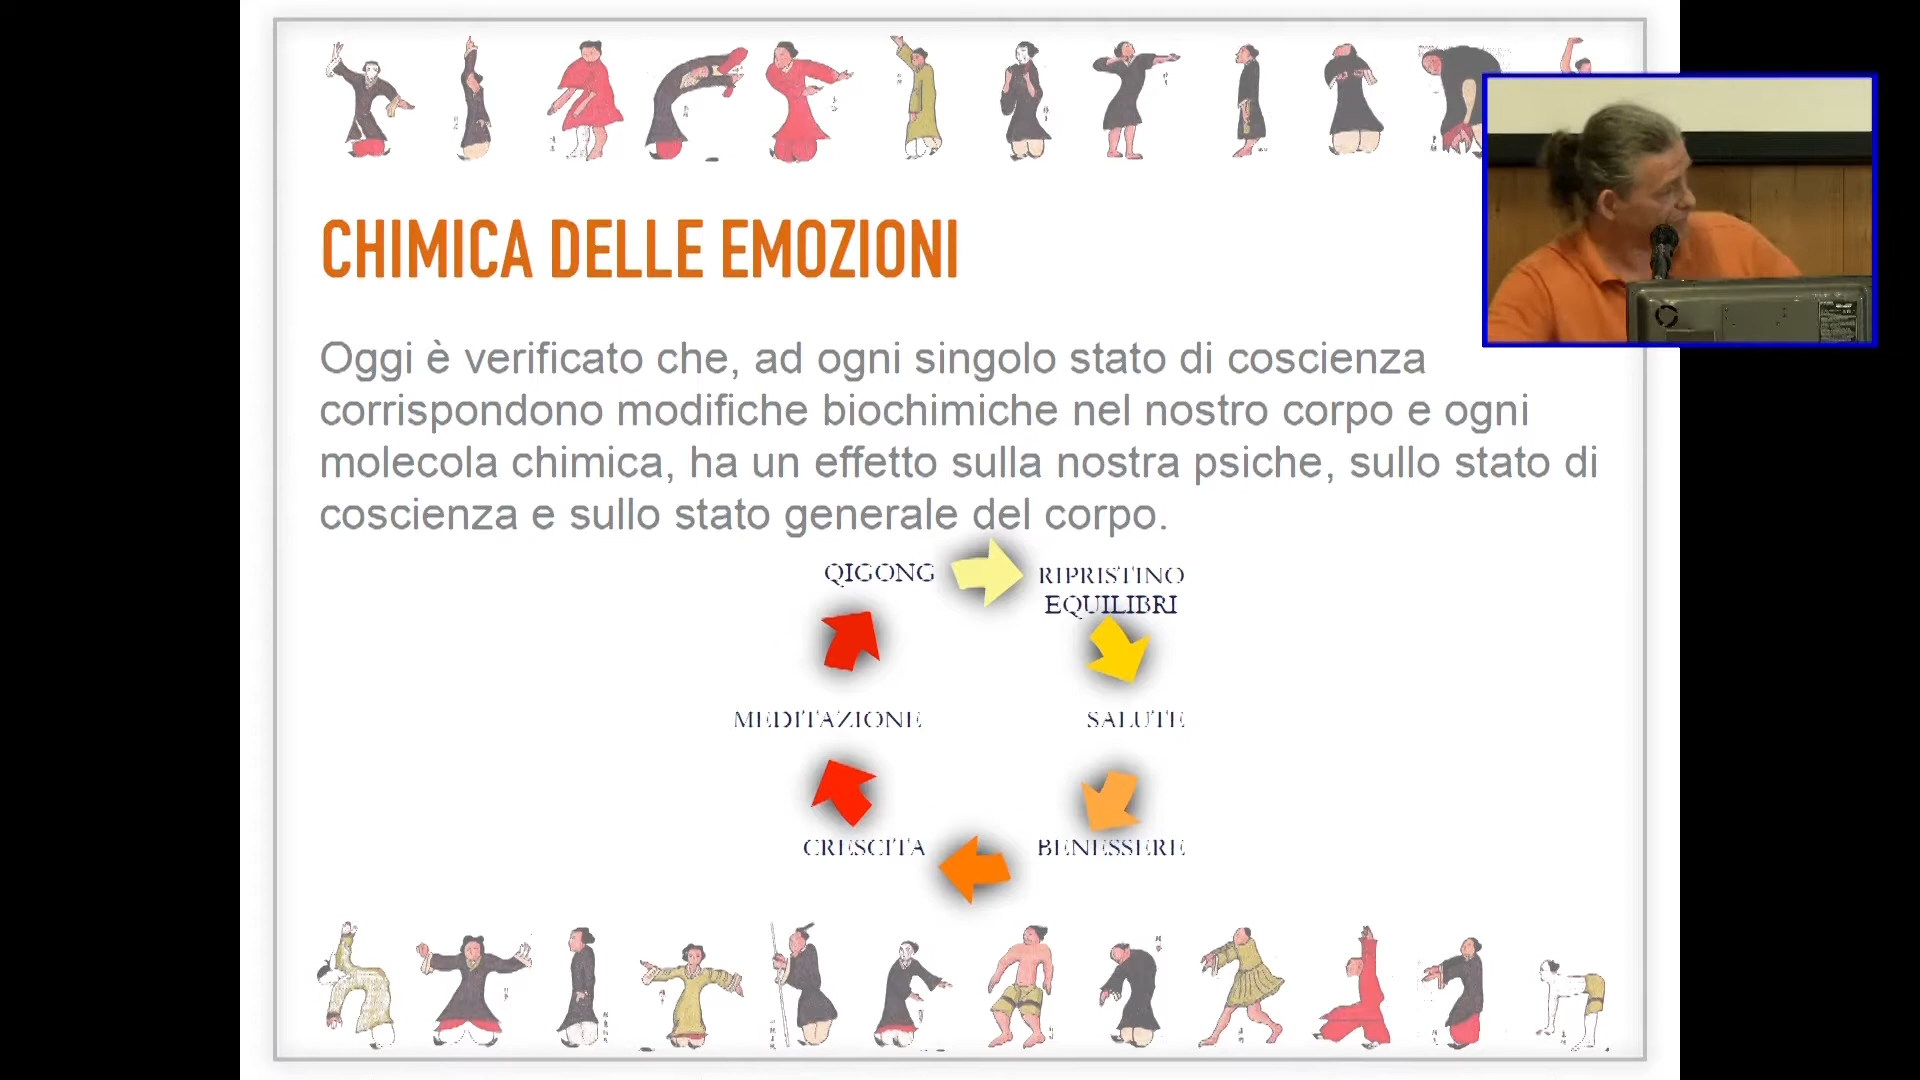 CHIMICA DELLE EMOZIONI
Oggi è verificato che, ad ogni singolo stato di coscienza
corrispondono modifiche biochimiche nel nostro corpo e ogni
molecola chimica, ha un effetto sulla nostra psiche, sullo stato di
coscienza e sullo stato generale del corpo.
QIGONG
RIPRISTINO
EQUILIBRI
MEDITAZIONE
SALUTE
CRESCITA
BENESSERE